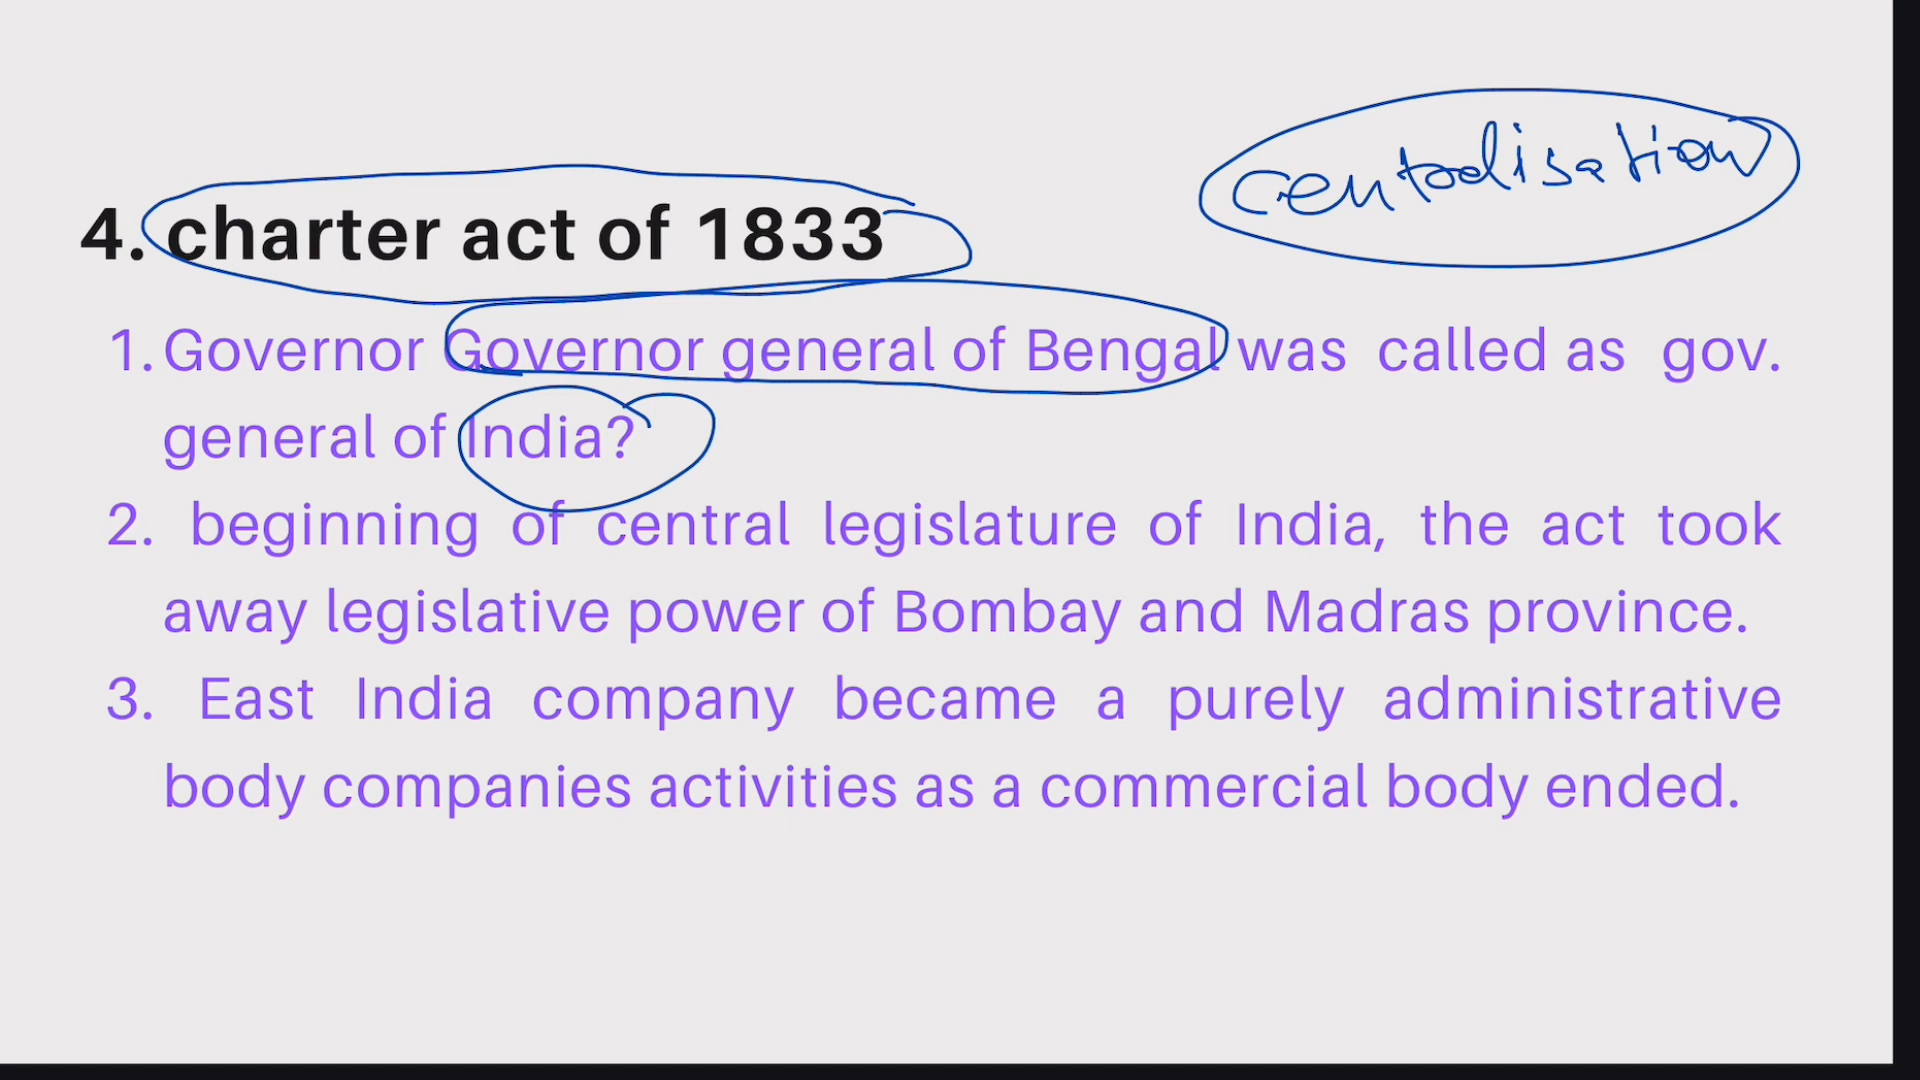 centralisation
4. charter act of 1833
1. Governor Governor general of Bengal was called as gov.
general of India?
2. beginning of central legislature of India, the act took
away legislative power of Bombay and Madras province.
3. East India company became a purely administrative
body companies activities as a commercial body ended.